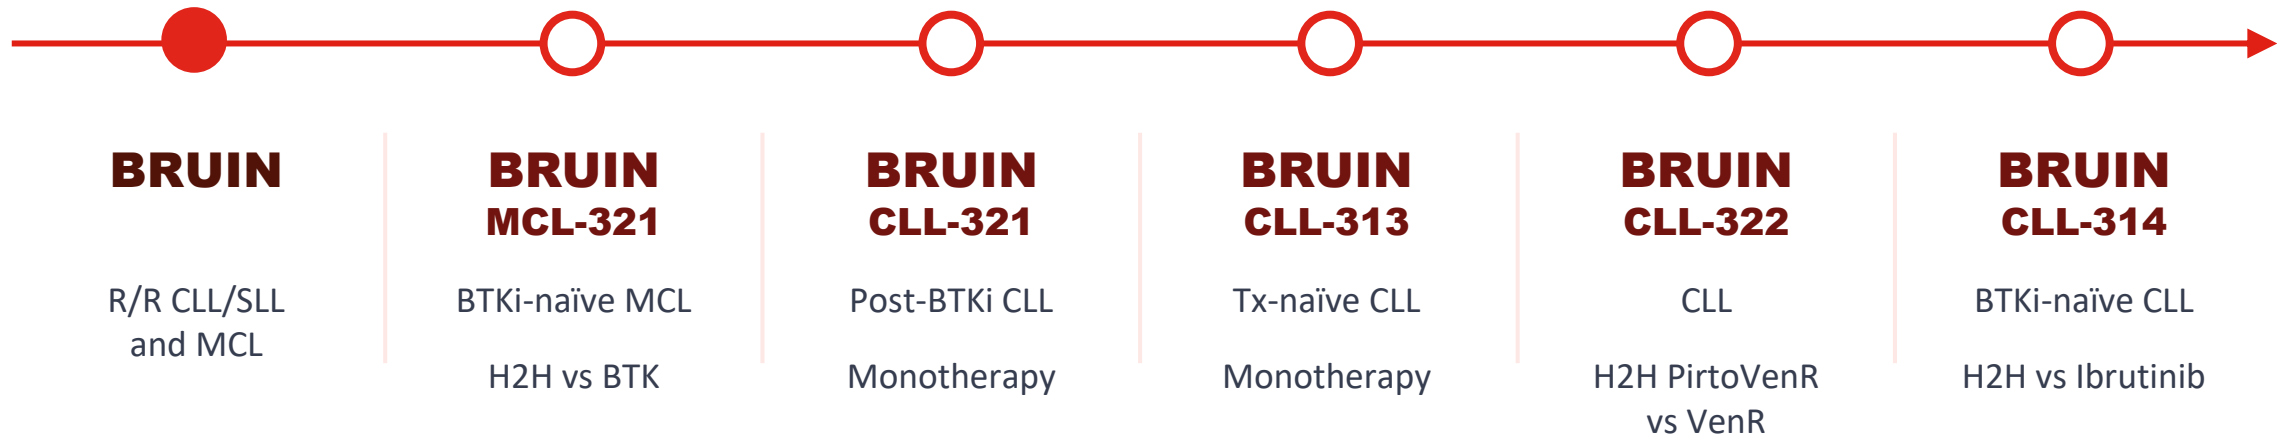 BRUIN
R/R CLL/SLL
and MCL
BRUIN
MCL-321
BTKi-naïve MCL
H2H vs BTK
BRUIN
CLL-321
Post-BTKi CLL
Monotherapy
BRUIN
CLL-313
Tx-naïve CLL
Monotherapy
BRUIN
CLL-322
CLL
H2H PirtoVenR
vs VenR
BRUIN
CLL-314
BTKi-naïve CLL
H2H vs Ibrutinib